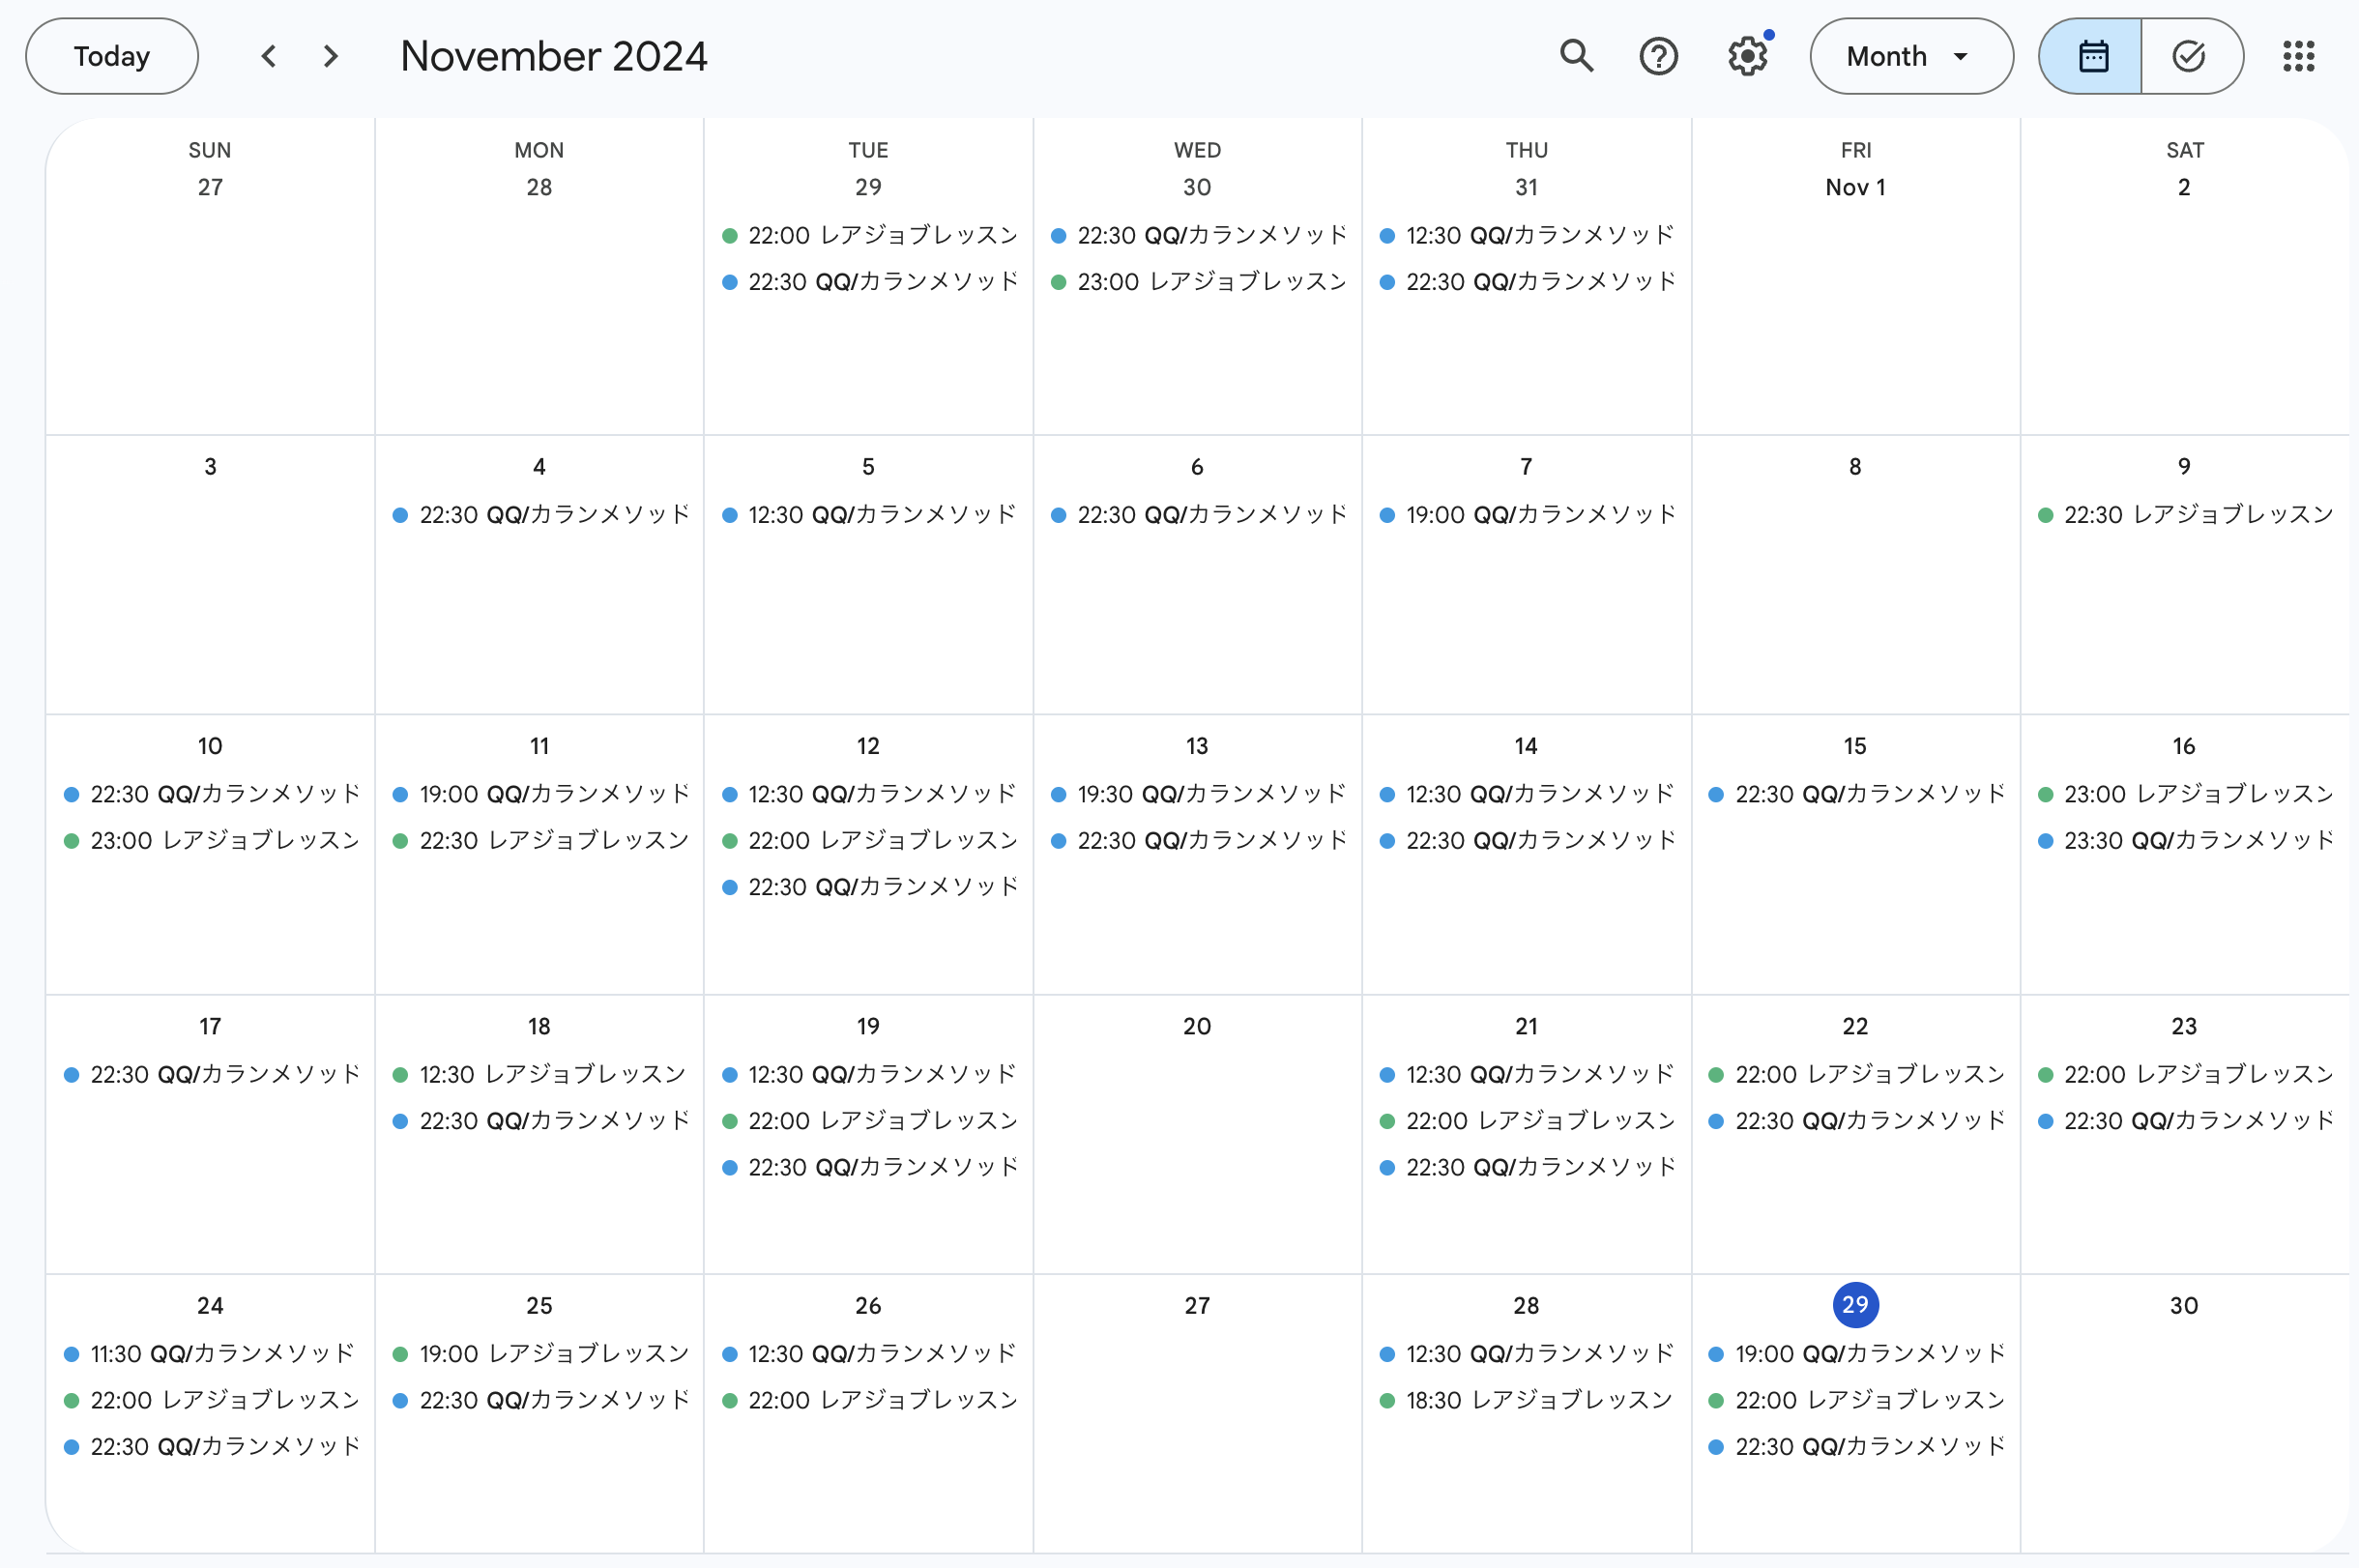 Today
November 2024
Month
SUN MON TUE WED THU FRI SAT
27 28 29 30 31 Nov 1 2
22:00 レアジョブレッスン
22:30 QQ/カランメソッド
22:30 QQ/カランメソッド
23:00 レアジョブレッスン
12:30 QQ/カランメソッド
22:30 QQ/カランメソッド
3 4 5 6 7 8 9
22:30 QQ/カランメソッド
12:30 QQ/カランメソッド
22:30 QQ/カランメソッド
19:00 QQ/カランメソッド
22:30 レアジョブレッスン
10 11 12 13 14 15 16
22:30 QQ/カランメソッド
23:00 レアジョブレッスン
19:00 QQ/カランメソッド
22:30 レアジョブレッスン
12:30 QQ/カランメソッド
22:00 レアジョブレッスン
22:30 QQ/カランメソッド
19:30 QQ/カランメソッド
22:30 QQ/カランメソッド
12:30 QQ/カランメソッド
22:30 QQ/カランメソッド
22:30 QQ/カランメソッド
23:00 レアジョブレッスン
23:30 QQ/カランメソッド
17 18 19 20 21 22 23
22:30 QQ/カランメソッド
12:30 レアジョブレッスン
22:30 QQ/カランメソッド
12:30 QQ/カランメソッド
22:00 レアジョブレッスン
22:30 QQ/カランメソッド
12:30 QQ/カランメソッド
22:00 レアジョブレッスン
22:30 QQ/カランメソッド
22:00 レアジョブレッスン
22:30 QQ/カランメソッド
22:00 レアジョブレッスン
22:30 QQ/カランメソッド
24 25 26 27 28 29 30
11:30 QQ/カランメソッド
22:00 レアジョブレッスン
22:30 QQ/カランメソッド
19:00 レアジョブレッスン
22:30 QQ/カランメソッド
12:30 QQ/カランメソッド
22:00 レアジョブレッスン
12:30 QQ/カランメソッド
18:30 レアジョブレッスン
19:00 QQ/カランメソッド
22:00 レアジョブレッスン
22:30 QQ/カランメソッド